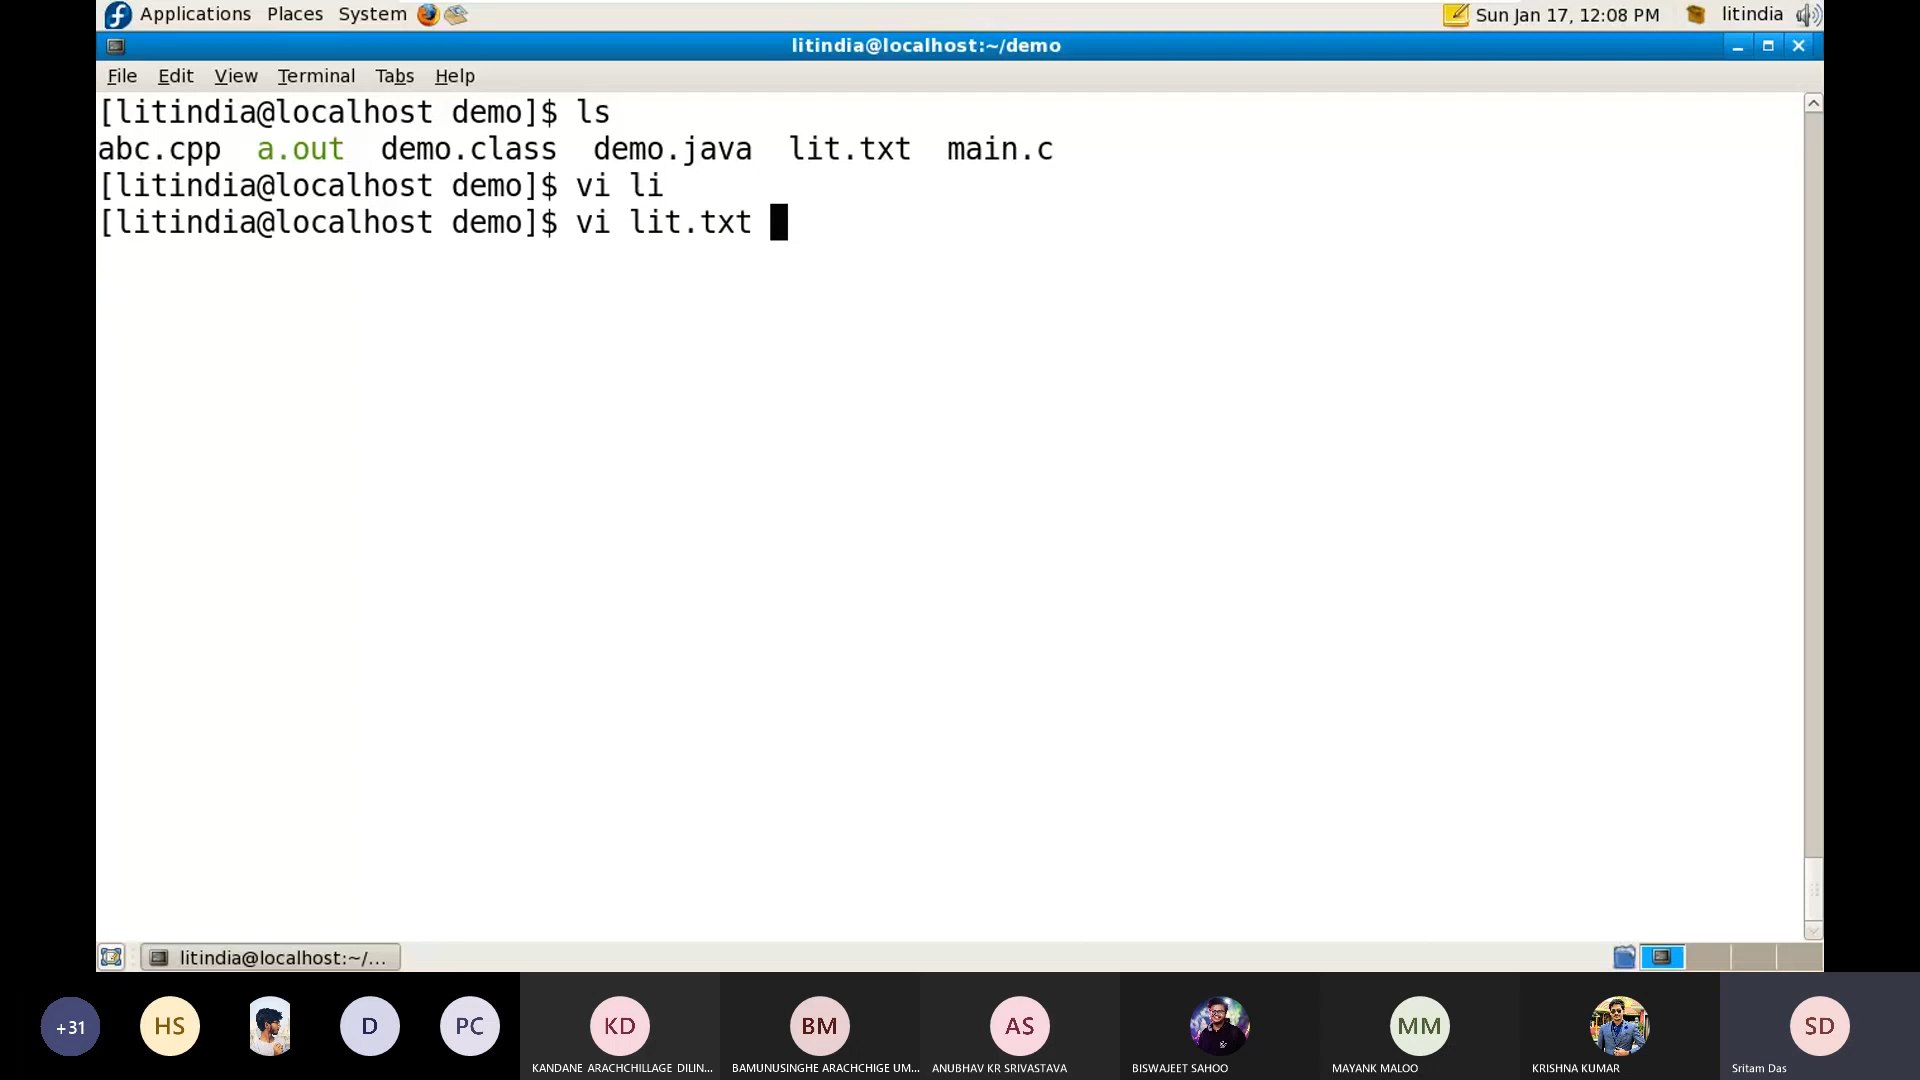 Applications Places System Sun Jan 17, 12:08 PM litindia
litindia@localhost:~/demo
File Edit View Terminal Tabs Help
[litindia@localhost demo]$ ls
abc.cpp a.out demo.class demo.java lit.txt main.c
[litindia@localhost demo]$ vi li
[litindia@localhost demo]$ vi lit.txt
litindia@localhost:~/...
+31 HS D PC KD BM AS MM SD
KANDANE ARACHCHILLAGE DILIN... BAMUNUSINGHE ARACHCHIGE UM... ANUBHAV KR SRIVASTAVA BISWAJEET SAHOO MAYANK MALOO KRISHNA KUMAR Sritam Das